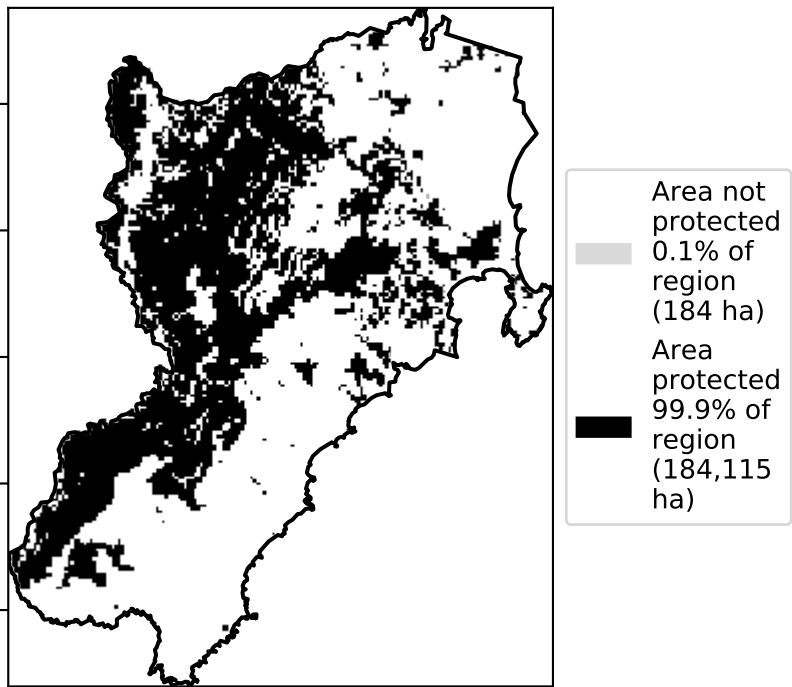 Area not
protected
0.1% of
region
(184 ha)
Area
protected
99.9% of
region
(184,115
ha)